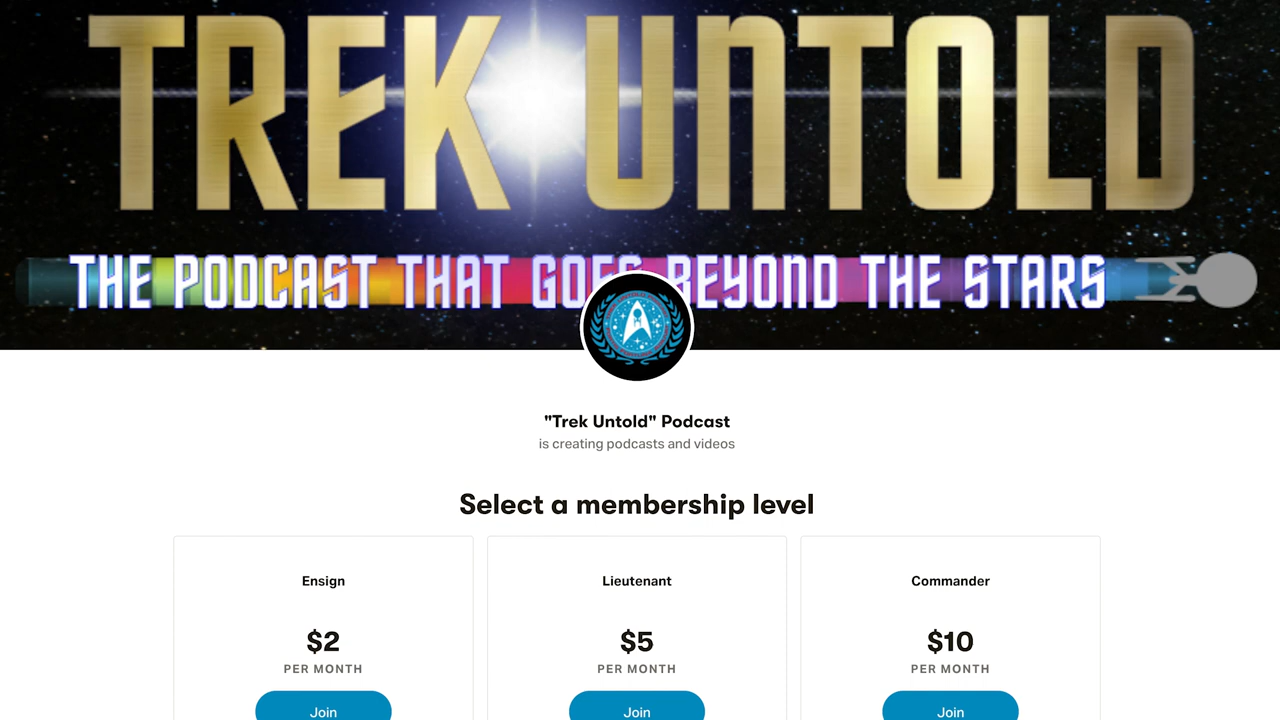 TREK UNTOLD
THE PODCAST THAT GOES BEYOND THE STARS
"Trek Untold" Podcast
is creating podcasts and videos
Select a membership level
Ensign
Lieutenant
Commander
$2
$5
$10
PER MONTH
PER MONTH
PER MONTH
Join
Join
Join